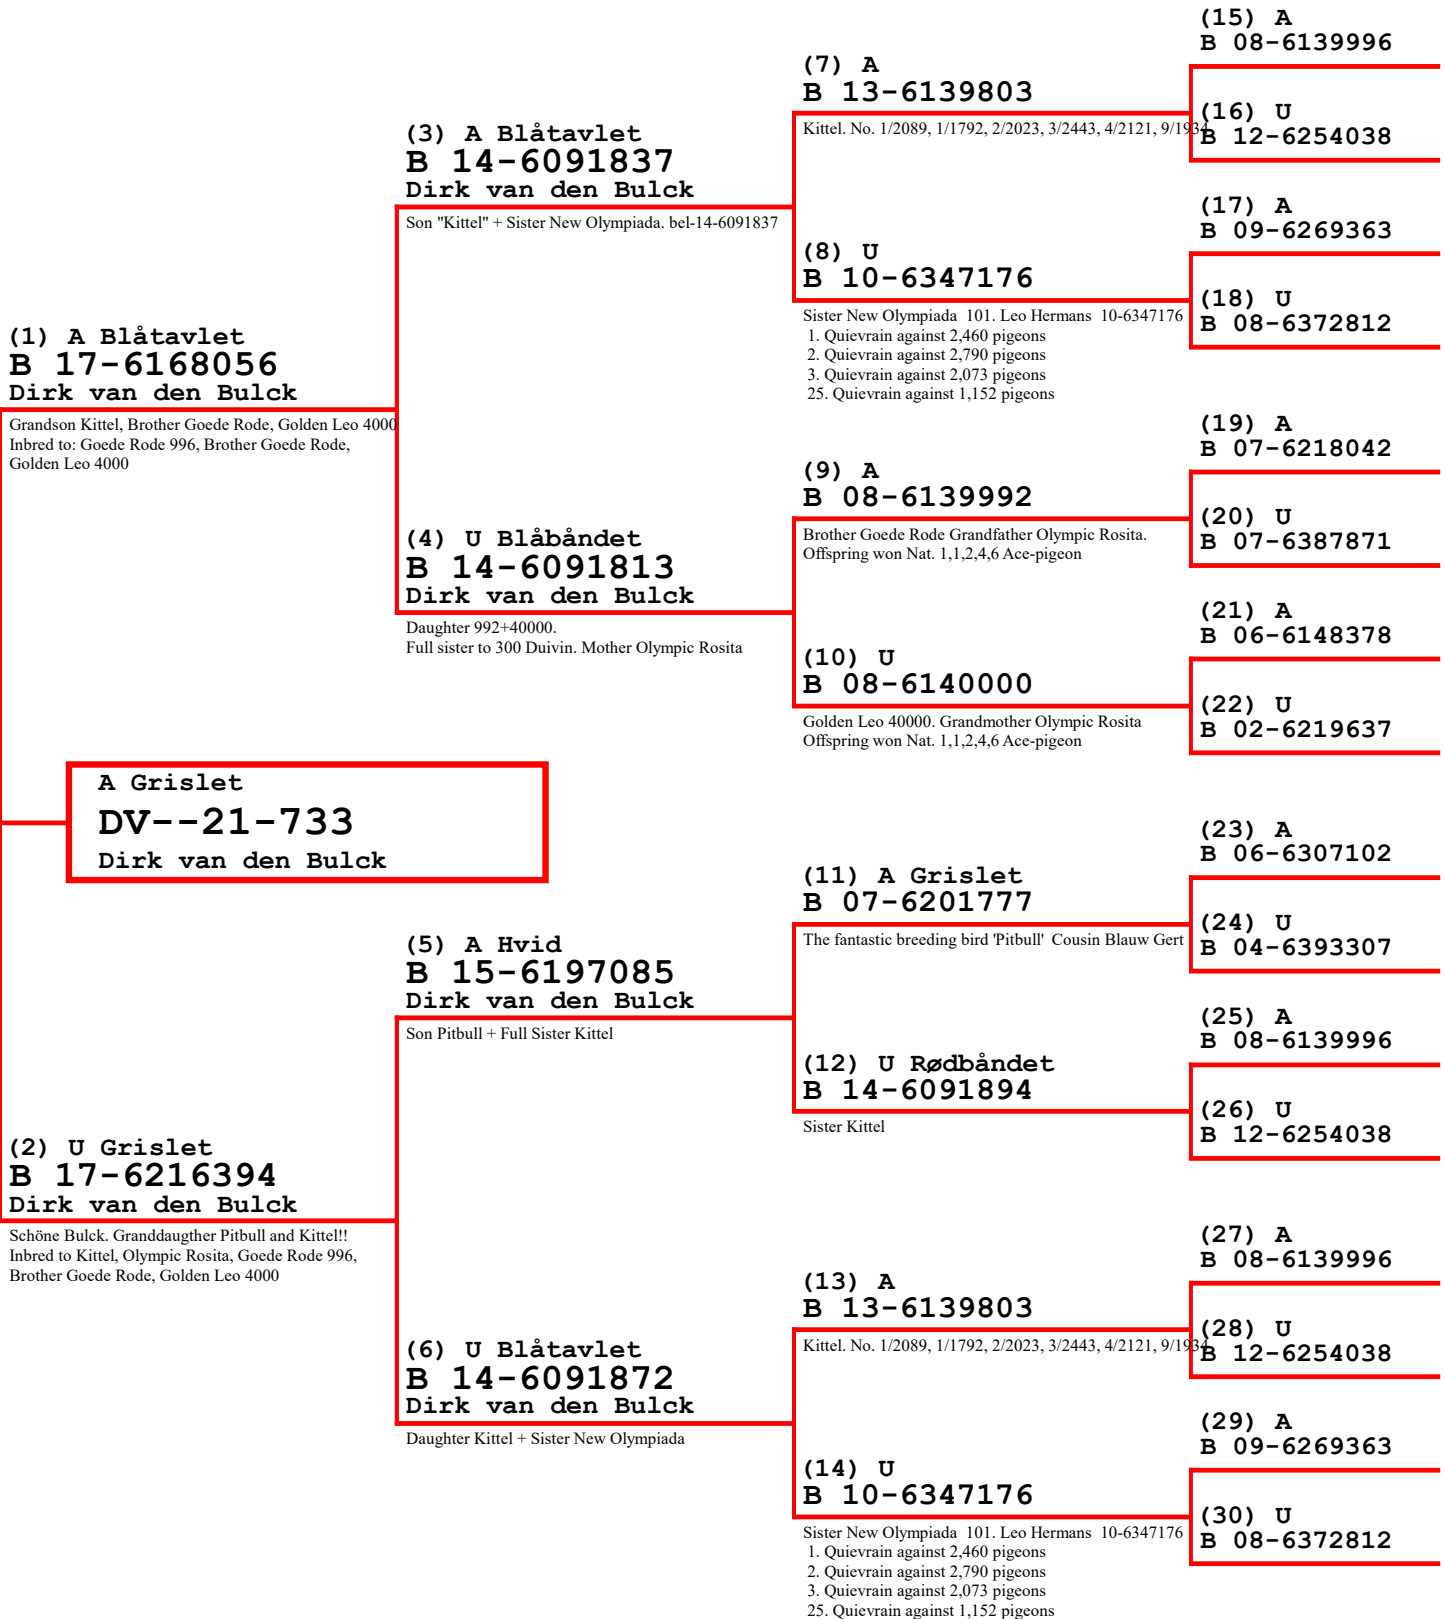 (1) A Blåtavlet
B 17-6168056
Dirk van den Bulck
Grandson Kittel, Brother Goede Rode, Golden Leo 4000
Inbred to: Goede Rode 996, Brother Goede Rode,
Golden Leo 4000
A Grislet
DV--21-733
Dirk van den Bulck
(2) U Grislet
B 17-6216394
Dirk van den Bulck
Schöne Bulck. Granddaugther Pitbull and Kittel!!
Inbred to Kittel, Olympic Rosita, Goede Rode 996,
Brother Goede Rode, Golden Leo 4000
(3) A Blåtavlet
B 14-6091837
Dirk van den Bulck
Son "Kittel" + Sister New Olympiada. bel-14-6091837
(4) U Blåbåndet
B 14-6091813
Dirk van den Bulck
Daughter 992+40000.
Full sister to 300 Duivin. Mother Olympic Rosita
(5) A Hvid
B 15-6197085
Dirk van den Bulck
Son Pitbull + Full Sister Kittel
(6) U Blåtavlet
B 14-6091872
Dirk van den Bulck
Daughter Kittel + Sister New Olympiada
(7) A
B 13-6139803
Kittel. No. 1/2089, 1/1792, 2/2023, 3/2443, 4/2121, 9/1934
(8) U
B 10-6347176
Sister New Olympiada 101. Leo Hermans 10-6347176
1. Quievrain against 2,460 pigeons
2. Quievrain against 2,790 pigeons
3. Quievrain against 2,073 pigeons
25. Quievrain against 1,152 pigeons
(9) A
B 08-6139992
Brother Goede Rode Grandfather Olympic Rosita.
Offspring won Nat. 1,1,2,4,6 Ace-pigeon
(10) U
B 08-6140000
Golden Leo 40000. Grandmother Olympic Rosita
Offspring won Nat. 1,1,2,4,6 Ace-pigeon
(11) A Grislet
B 07-6201777
The fantastic breeding bird 'Pitbull' Cousin Blauw Gert
(12) U Rødbåndet
B 14-6091894
Sister Kittel
(13) A
B 13-6139803
Kittel. No. 1/2089, 1/1792, 2/2023, 3/2443, 4/2121, 9/1934
(14) U
B 10-6347176
Sister New Olympiada 101. Leo Hermans 10-6347176
1. Quievrain against 2,460 pigeons
2. Quievrain against 2,790 pigeons
3. Quievrain against 2,073 pigeons
25. Quievrain against 1,152 pigeons
(15) A
B 08-6139996
(16) U
B 12-6254038
(17) A
B 09-6269363
(18) U
B 08-6372812
(19) A
B 07-6218042
(20) U
B 07-6387871
(21) A
B 06-6148378
(22) U
B 02-6219637
(23) A
B 06-6307102
(24) U
B 04-6393307
(25) A
B 08-6139996
(26) U
B 12-6254038
(27) A
B 08-6139996
(28) U
B 12-6254038
(29) A
B 09-6269363
(30) U
B 08-6372812